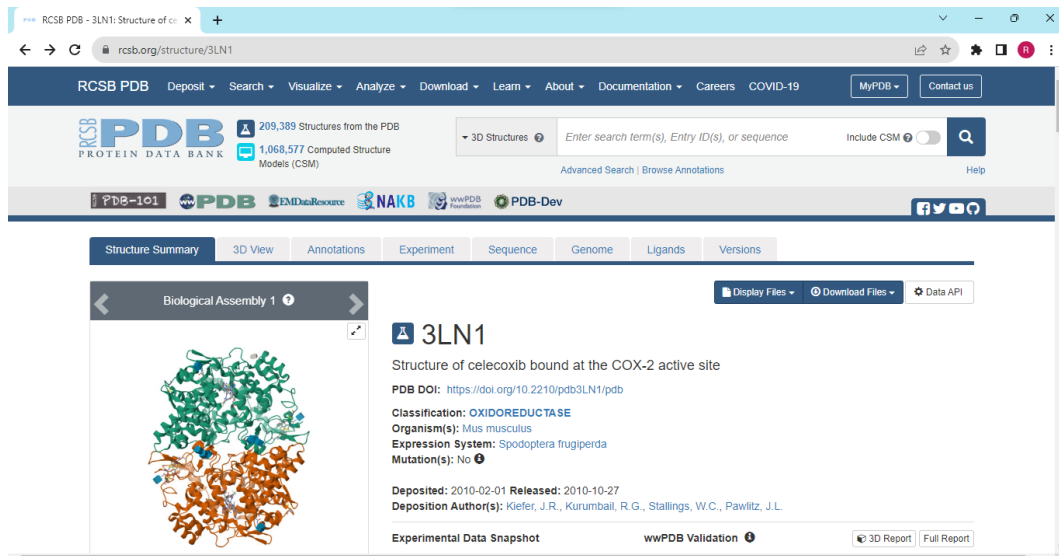 RCSB PDB - 3LN1: Structure of ce
rcsb.org/structure/3LN1
R
RCSB PDB Deposit Search Visualize Analyze Download Learn About Documentation Careers COVID-19 MyPDB Contact us
RCSB PDB
PROTEIN DATA BANK
209,389 Structures from the PDB
1,068,577 Computed Structure
Models (CSM)
3D Structures
Enter search term(s), Entry ID(s), or sequence
Include CSM
Advanced Search | Browse Annotations
Help
PDB-101 wwPDB EMDataResource NAKB wwPDB Foundation PDB-Dev
Structure Summary 3D View Annotations Experiment Sequence Genome Ligands Versions
Biological Assembly 1
Display Files Download Files Data API
3LN1
Structure of celecoxib bound at the COX-2 active site
PDB DOI: https://doi.org/10.2210/pdb3LN1/pdb
Classification: OXIDOREDUCTASE
Organism(s): Mus musculus
Expression System: Spodoptera frugiperda
Mutation(s): No
Deposited: 2010-02-01 Released: 2010-10-27
Deposition Author(s): Kiefer, J.R., Kurumbail, R.G., Stallings, W.C., Pawlitz, J.L.
Experimental Data Snapshot
wwPDB Validation
3D Report Full Report